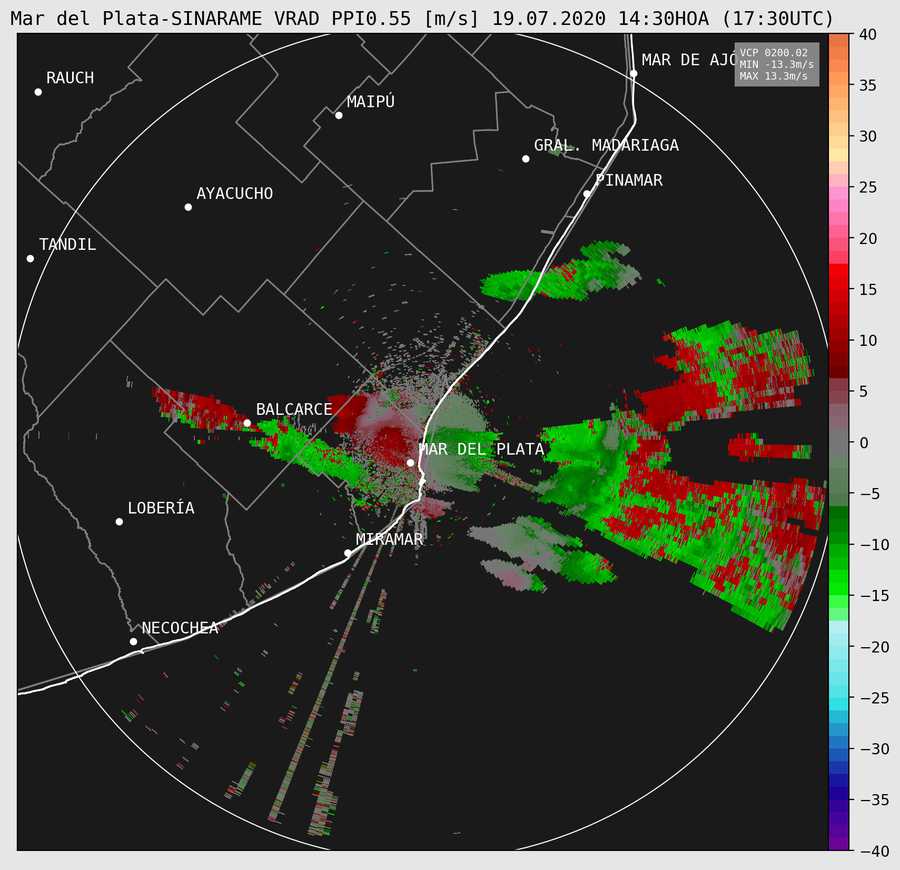 Mar del Plata-SINARAME VRAD PPI0.55 [m/s] 19.07.2020 14:30HOA (17:30UTC)
VCP 0200.02
MIN -13.3m/s
MAX 13.3m/s
MAR DE AJÓ
RAUCH
MAIPÚ
GRAL. MADARIAGA
PINAMAR
AYACUCHO
TANDIL
BALCARCE
MAR DEL PLATA
LOBERÍA
MIRAMAR
NECOCHEA
40
35
30
25
20
15
10
5
0
−5
−10
−15
−20
−25
−30
−35
−40